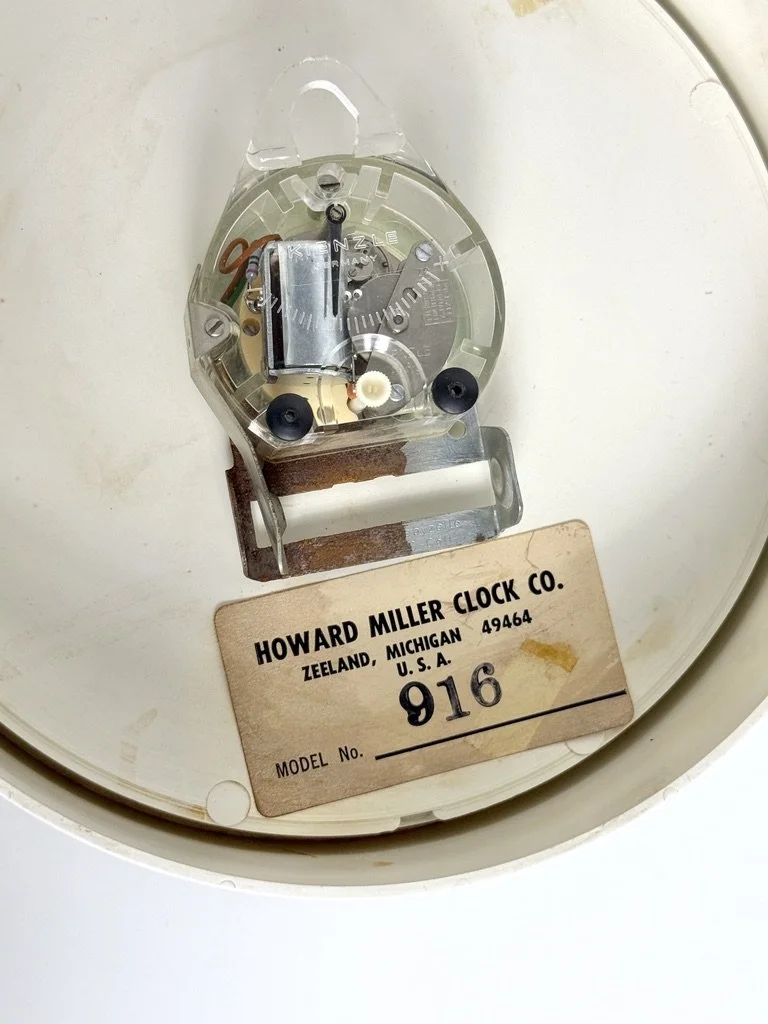 KIENZLE
GERMANY
+
HOWARD MILLER CLOCK CO.
ZEELAND, MICHIGAN 49464
U. S. A.
916
MODEL No.